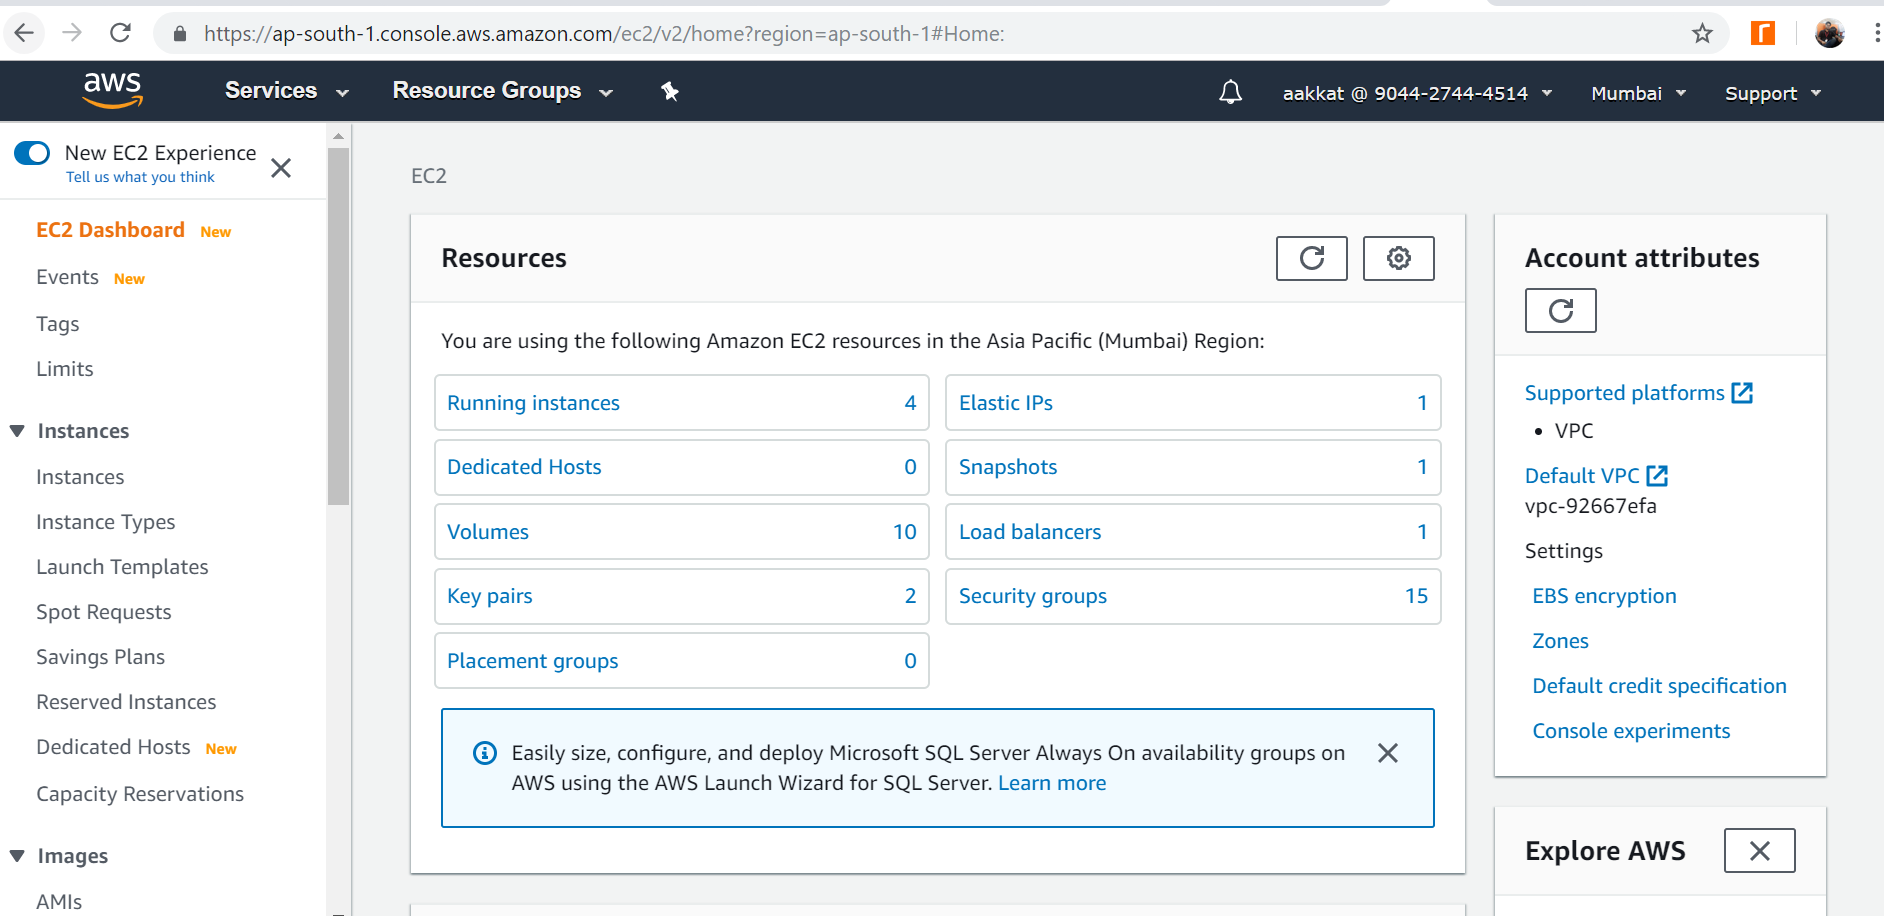 https://ap-south-1.console.aws.amazon.com/ec2/v2/home?region=ap-south-1#Home:
aws
Services
Resource Groups
aakkat @ 9044-2744-4514
Mumbai
Support
New EC2 Experience
Tell us what you think
EC2 Dashboard New
Events New
Tags
Limits
Instances
Instances
Instance Types
Launch Templates
Spot Requests
Savings Plans
Reserved Instances
Dedicated Hosts New
Capacity Reservations
Images
AMIs
EC2
Resources
You are using the following Amazon EC2 resources in the Asia Pacific (Mumbai) Region:
Running instances 4
Elastic IPs 1
Dedicated Hosts 0
Snapshots 1
Volumes 10
Load balancers 1
Key pairs 2
Security groups 15
Placement groups 0
Easily size, configure, and deploy Microsoft SQL Server Always On availability groups on
AWS using the AWS Launch Wizard for SQL Server. Learn more
Account attributes
Supported platforms
• VPC
Default VPC
vpc-92667efa
Settings
EBS encryption
Zones
Default credit specification
Console experiments
Explore AWS